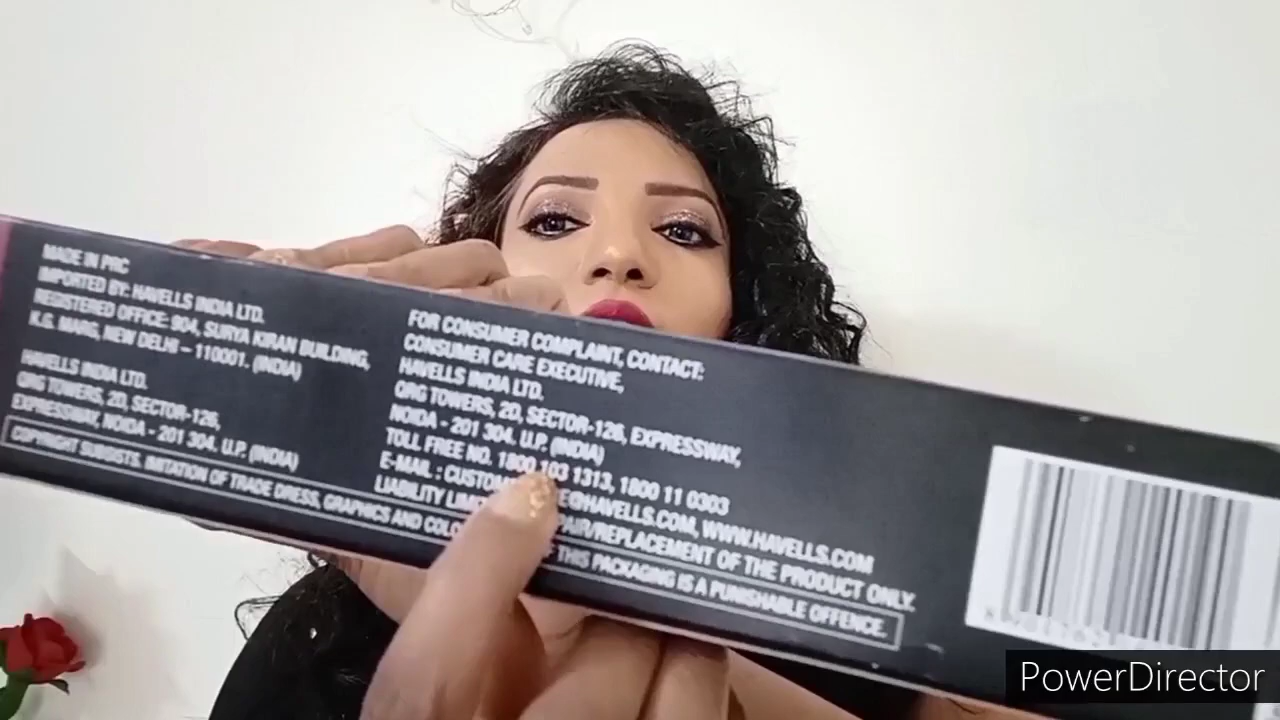 MADE IN PRC
IMPORTED BY: HAVELLS INDIA LTD.
REGISTERED OFFICE: 904, SURYA KIRAN BUILDING,
K.G. MARG, NEW DELHI – 110001. (INDIA)
HAVELLS INDIA LTD.
QRG TOWERS, 2D, SECTOR-126,
EXPRESSWAY, NOIDA - 201 304. U.P. (INDIA)
FOR CONSUMER COMPLAINT, CONTACT:
CONSUMER CARE EXECUTIVE,
HAVELLS INDIA LTD.
QRG TOWERS, 2D, SECTOR-126, EXPRESSWAY,
NOIDA - 201 304. U.P. (INDIA)
TOLL FREE NO. 1800 103 1313, 1800 11 0303
E-MAIL : @HAVELLS.COM, WWW.HAVELLS.COM
LIABILITY /REPLACEMENT OF THE PRODUCT ONLY.
COPYRIGHT SUBSISTS. IMITATION OF TRADE DRESS, GRAPHICS AND OF THIS PACKAGING IS A PUNISHABLE OFFENCE.
PowerDirector